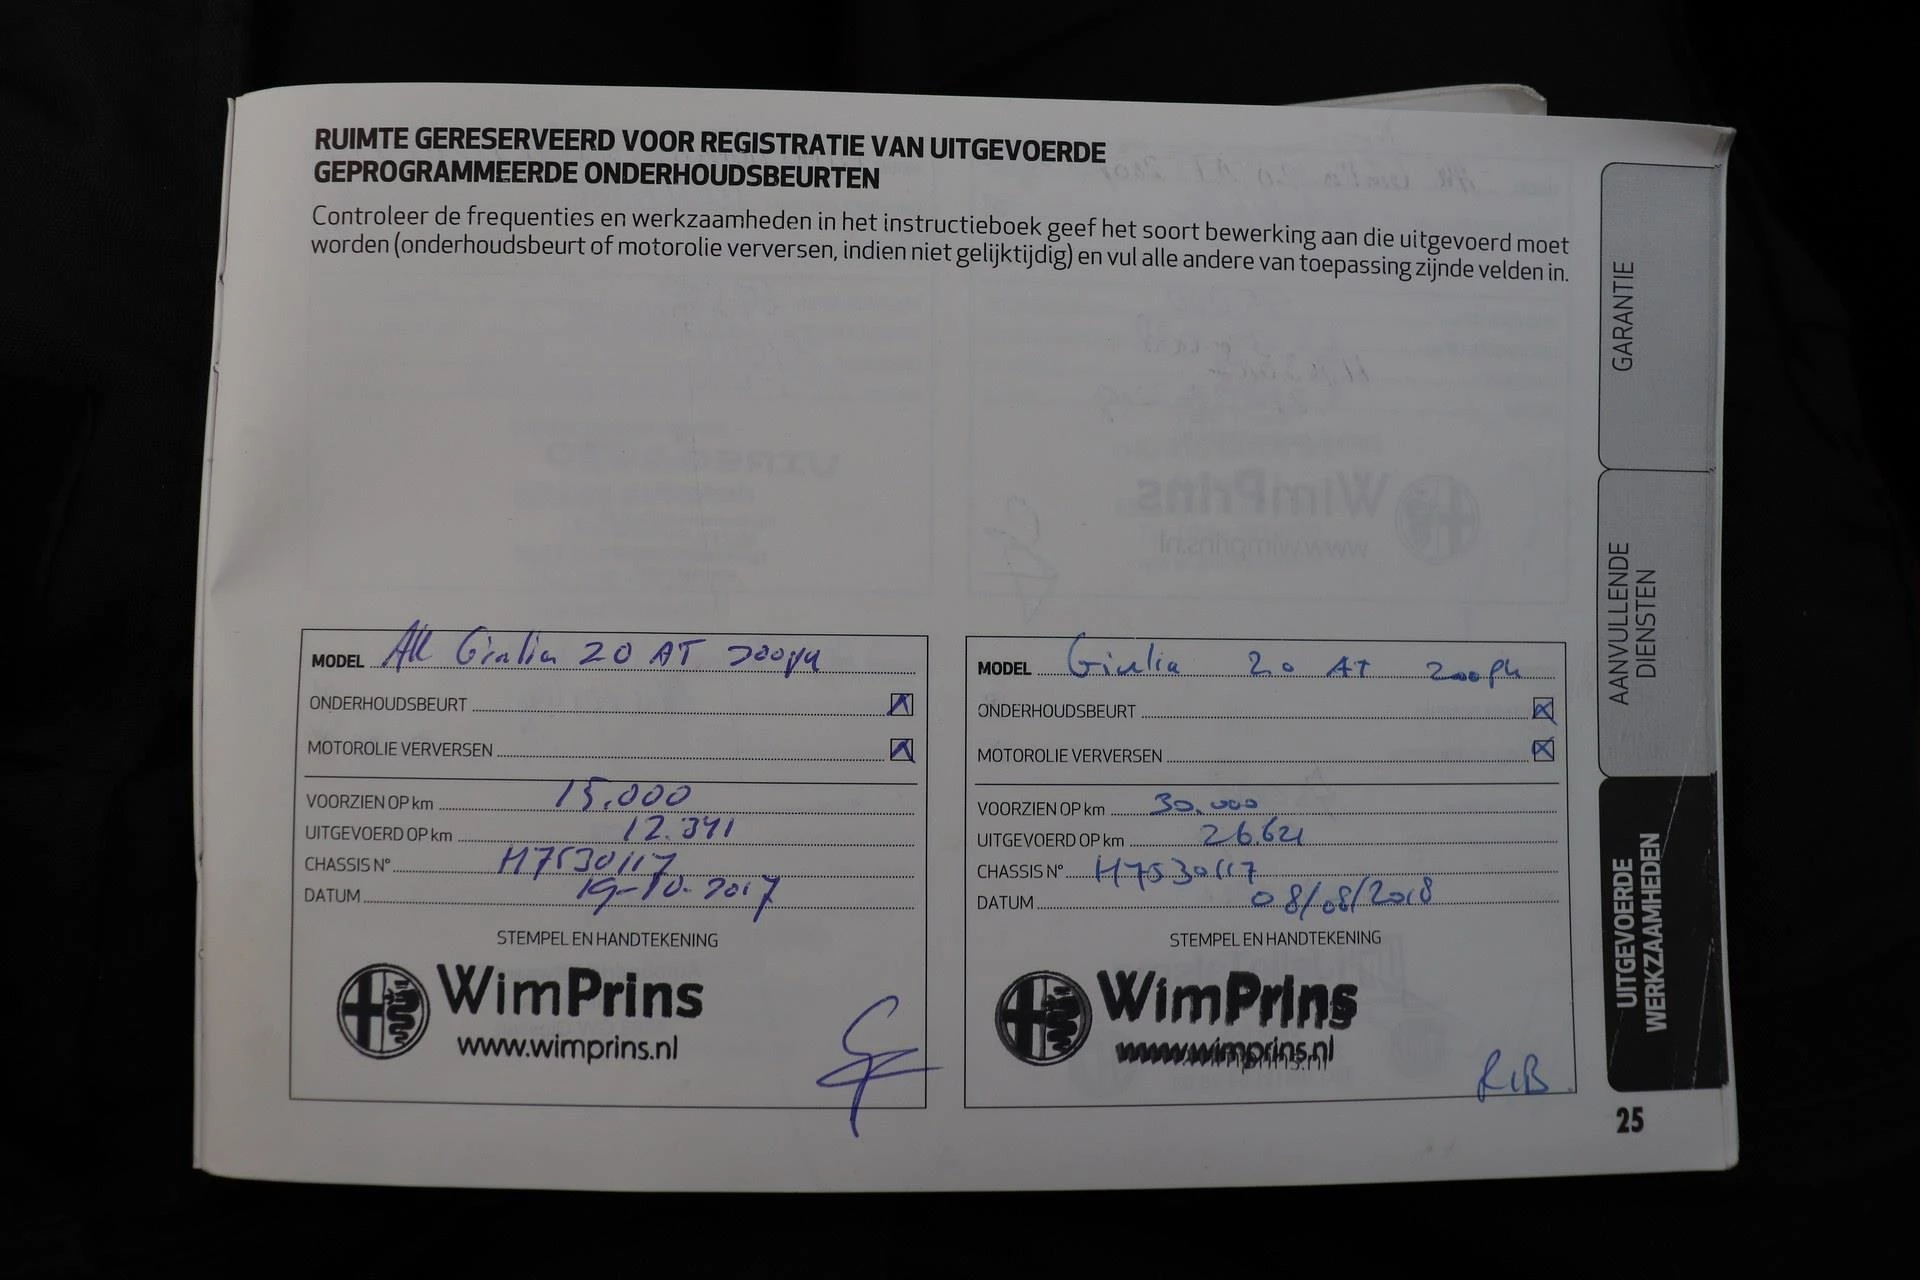 RUIMTE GERESERVEERD VOOR REGISTRATIE VAN UITGEVOERDE
GEPROGRAMMEERDE ONDERHOUDSBEURTEN
Controleer de frequenties en werkzaamheden in het instructieboek geef het soort bewerking aan die uitgevoerd moet
worden (onderhoudsbeurt of motorolie verversen, indien niet gelijktijdig) en vul alle andere van toepassing zijnde velden in.
MODEL AR Giulia 20 AT 200pk
ONDERHOUDSBEURT
MOTOROLIE VERVERSEN
VOORZIEN OP km 15.000
UITGEVOERD OP km 12.341
CHASSIS N° H7530117
DATUM 19-10-2017
STEMPEL EN HANDTEKENING
WimPrins
www.wimprins.nl
MODEL Giulia 20 AT 200pk
ONDERHOUDSBEURT
MOTOROLIE VERVERSEN
VOORZIEN OP km 30.000
UITGEVOERD OP km 26.621
CHASSIS N° H7530117
DATUM 08/08/2018
STEMPEL EN HANDTEKENING
WimPrins
www.wimprins.nl
GARANTIE
AANVULLENDE
DIENSTEN
UITGEVOERDE
WERKZAAMHEDEN
25